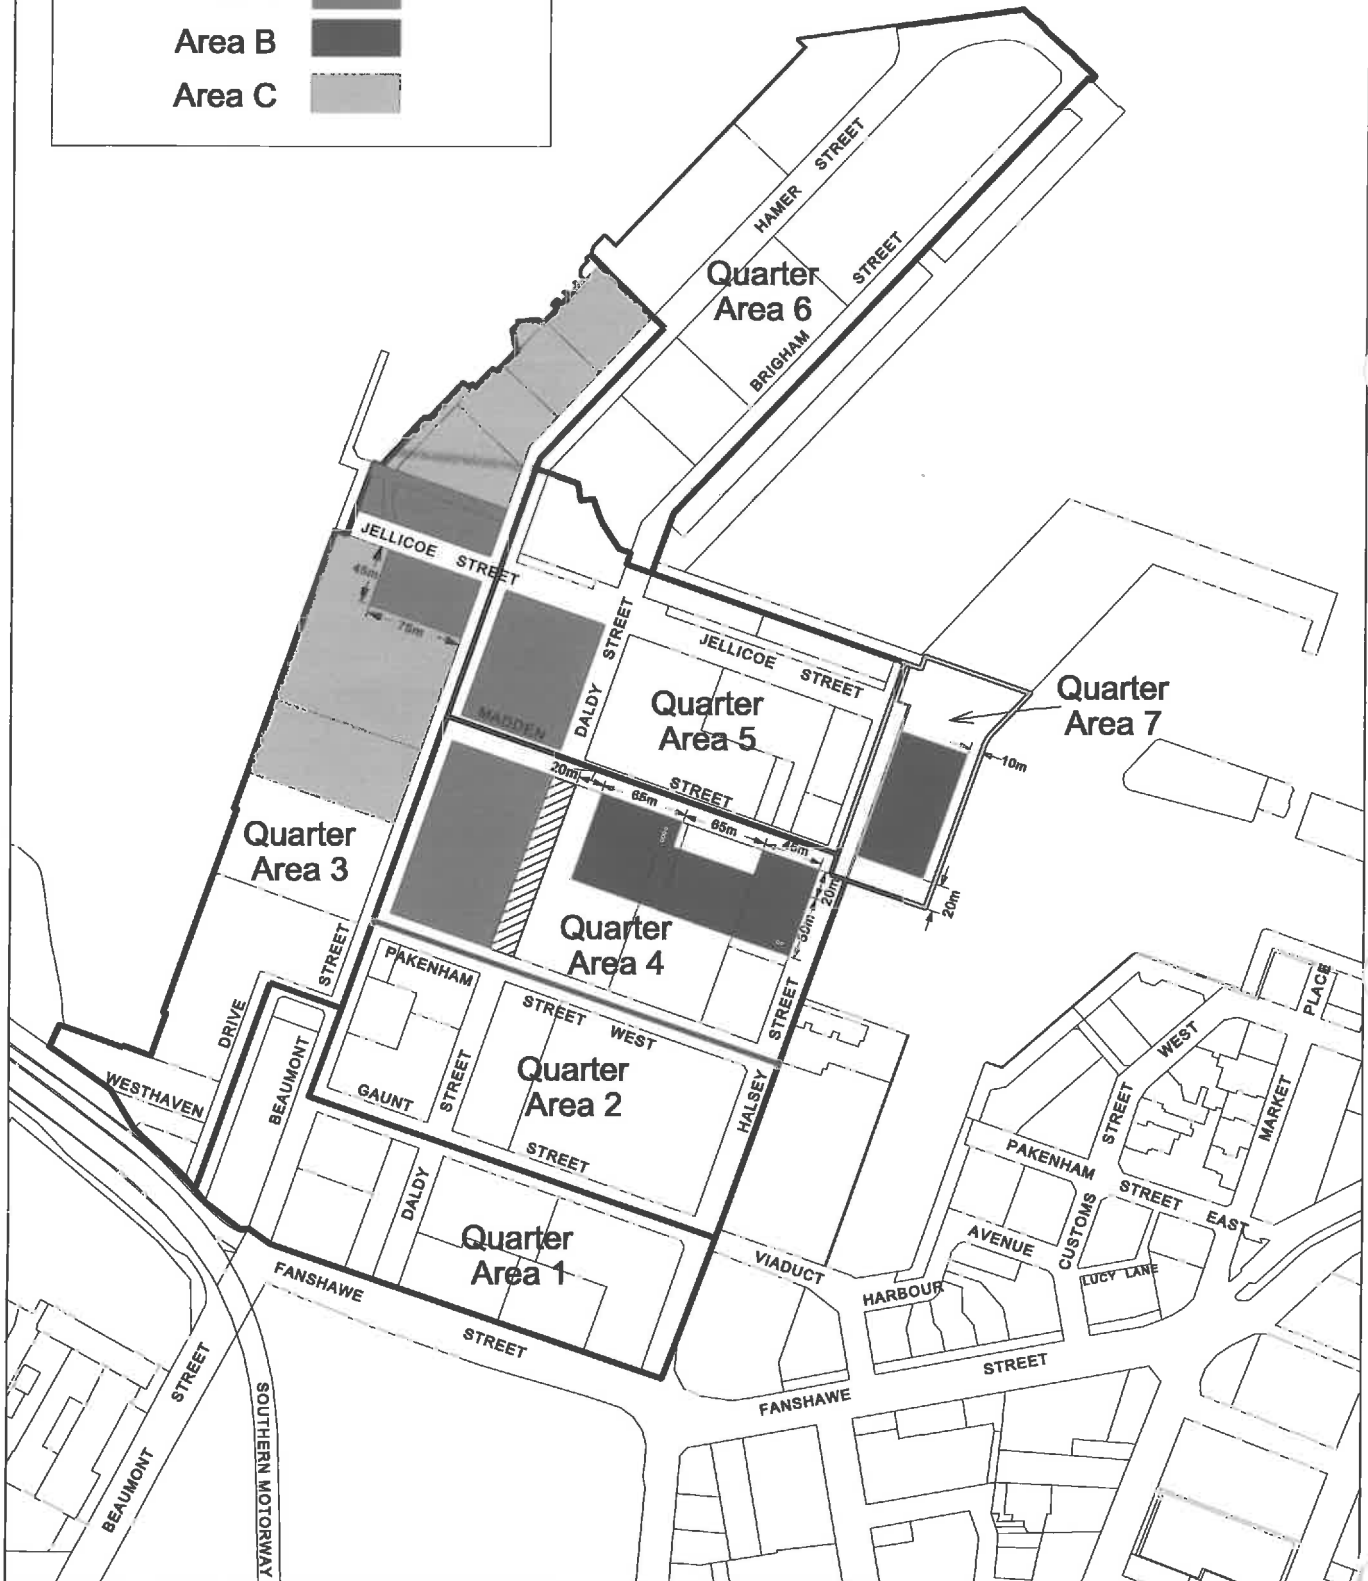 Area B
Area C
HAMER STREET
Quarter
Area 6
BRIGHAM STREET
JELLICOE STREET
45m
75m
DALDY STREET
JELLICOE STREET
Quarter
Area 5
Quarter
Area 7
10m
MADDEN STREET
20m
65m
65m
45m
20m
50m
20m
Quarter
Area 3
Quarter
Area 4
STREET
PAKENHAM
STREET WEST
STREET
HALSEY
DRIVE
WESTHAVEN
BEAUMONT
GAUNT
STREET
STREET
Quarter
Area 2
DALDY
Quarter
Area 1
FANSHAWE
STREET
VIADUCT
HARBOUR
AVENUE
PAKENHAM
STREET EAST
CUSTOMS
STREET
WEST
MARKET
PLACE
LUCY LANE
FANSHAWE
STREET
BEAUMONT STREET
SOUTHERN MOTORWAY